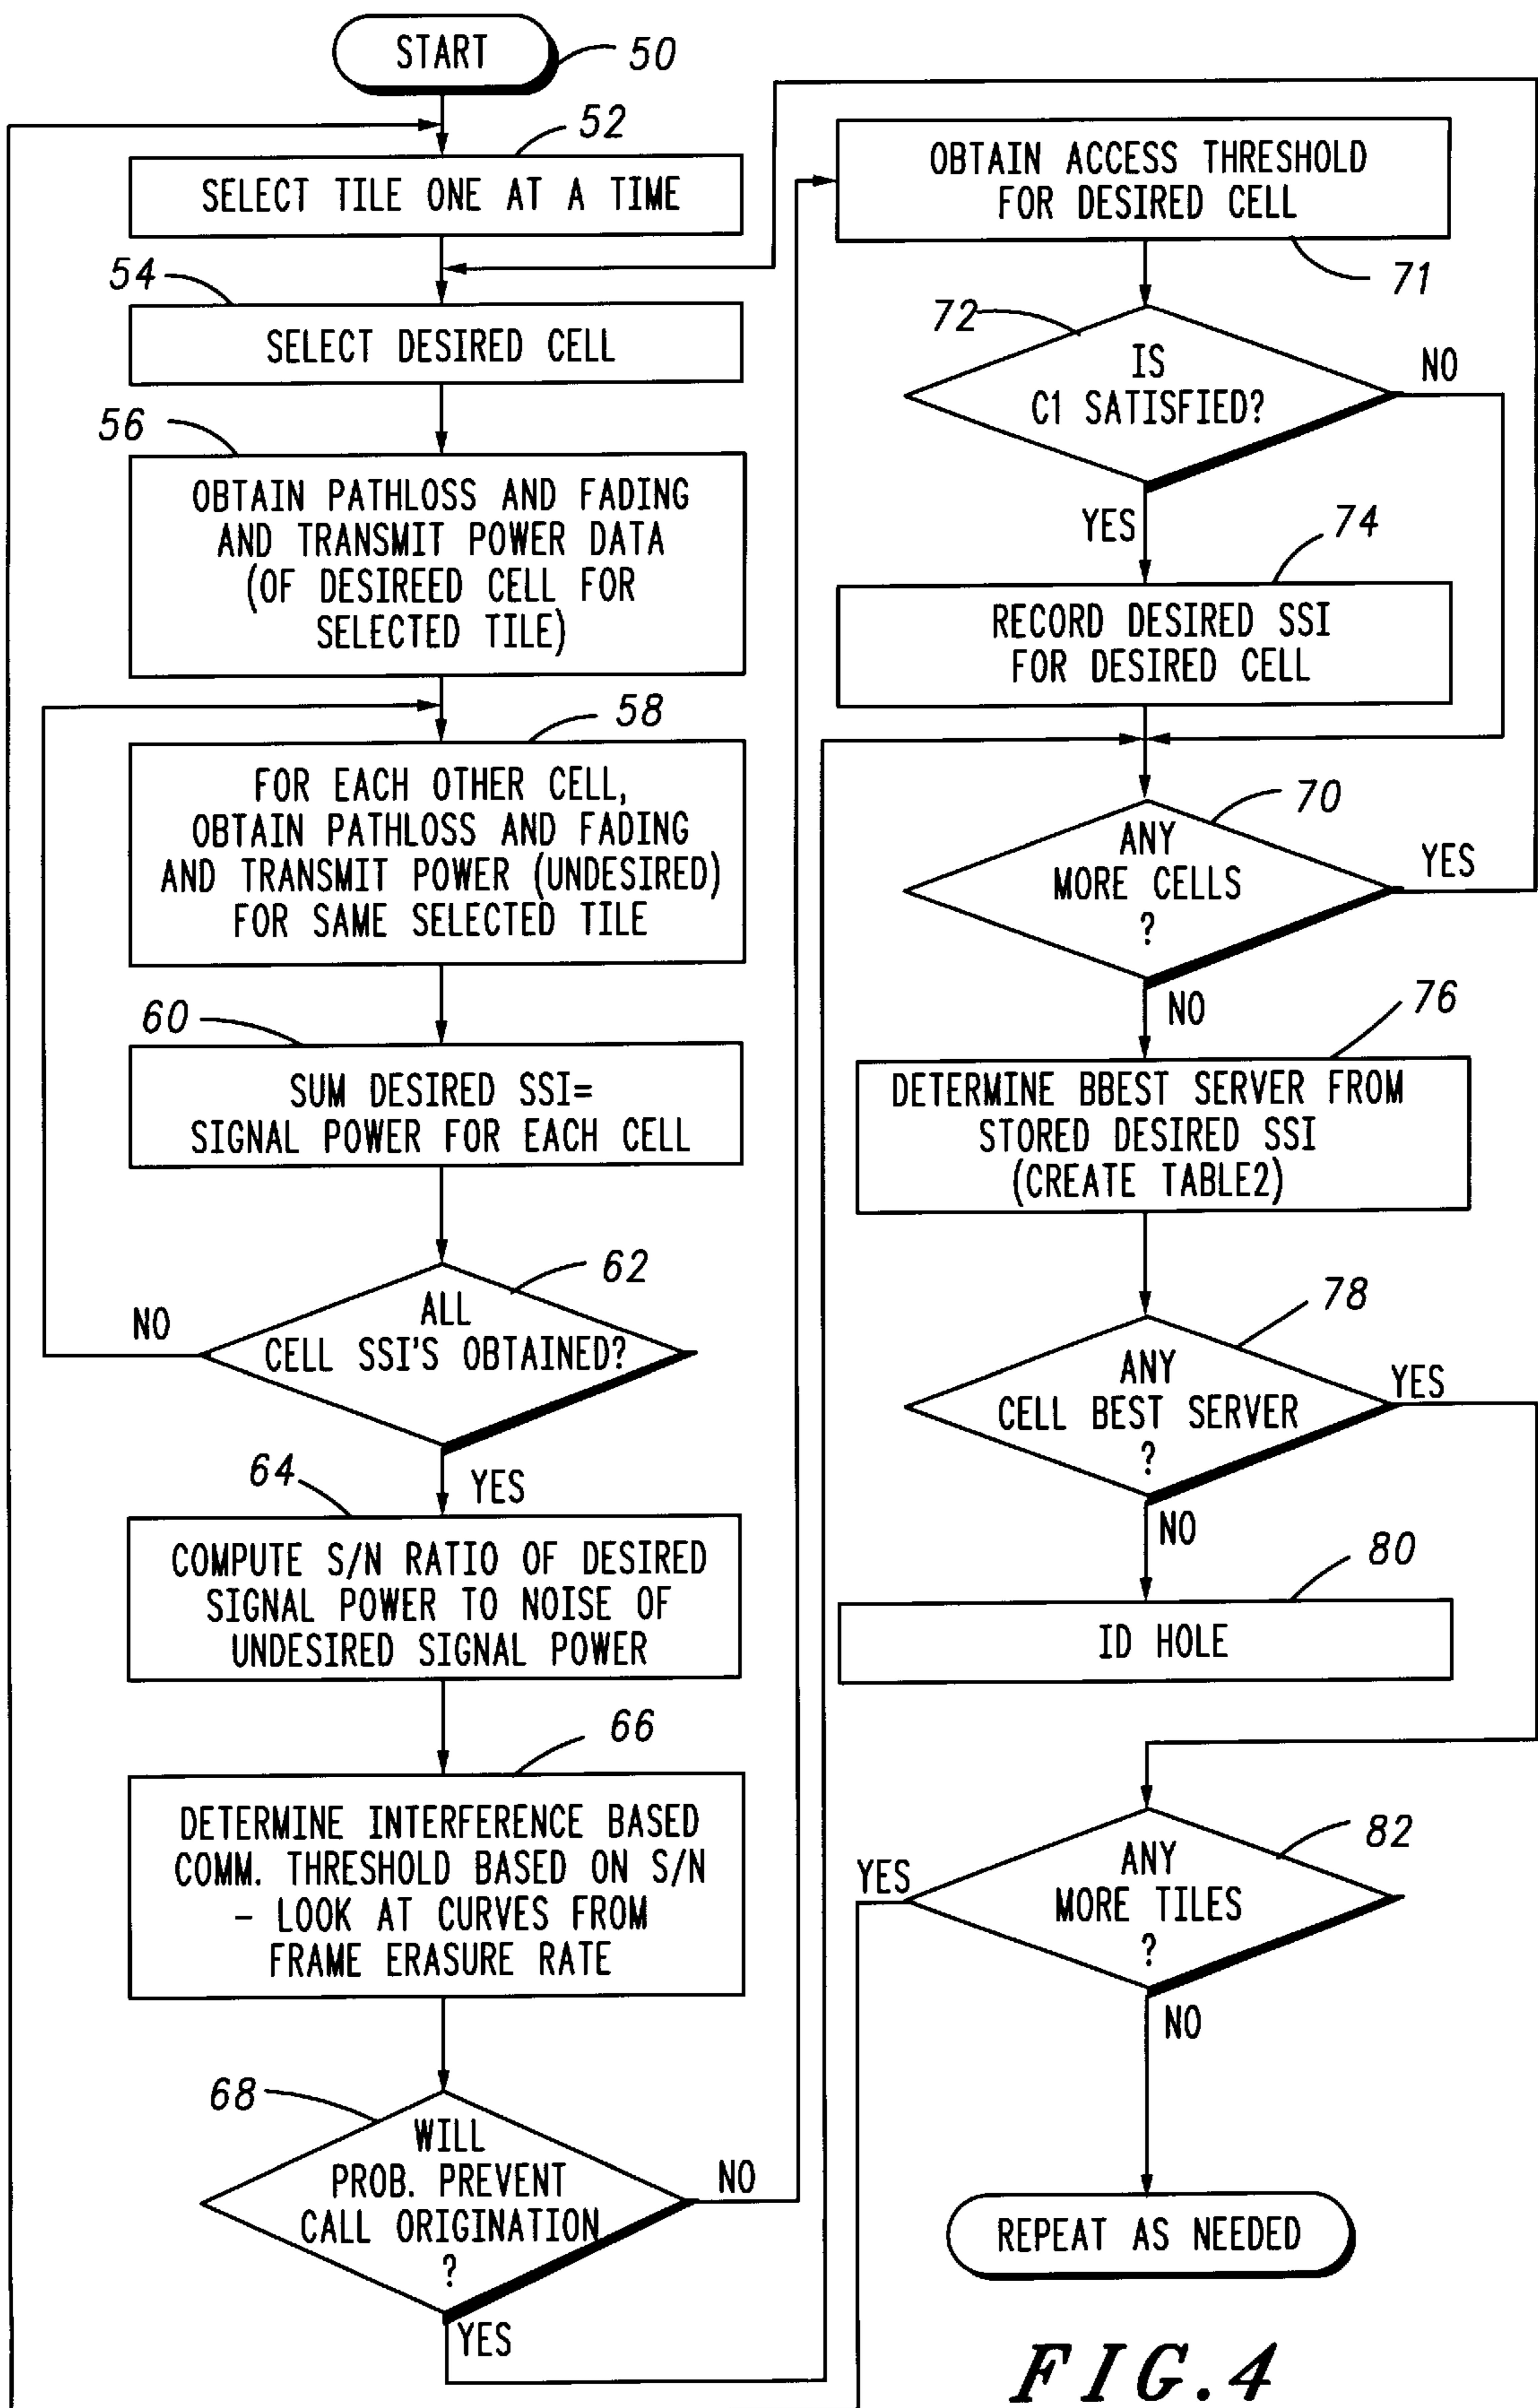 START
50
52
SELECT TILE ONE AT A TIME
54
SELECT DESIRED CELL
56
OBTAIN PATHLOSS AND FADING
AND TRANSMIT POWER DATA
(OF DESIREED CELL FOR
SELECTED TILE)
58
FOR EACH OTHER CELL,
OBTAIN PATHLOSS AND FADING
AND TRANSMIT POWER (UNDESIRED)
FOR SAME SELECTED TILE
60
SUM DESIRED SSI=
SIGNAL POWER FOR EACH CELL
62
ALL
CELL SSI'S OBTAINED?
NO
YES
64
COMPUTE S/N RATIO OF DESIRED
SIGNAL POWER TO NOISE OF
UNDESIRED SIGNAL POWER
66
DETERMINE INTERFERENCE BASED
COMM. THRESHOLD BASED ON S/N
- LOOK AT CURVES FROM
FRAME ERASURE RATE
68
WILL
PROB. PREVENT
CALL ORIGINATION
?
NO
YES
OBTAIN ACCESS THRESHOLD
FOR DESIRED CELL
71
72
IS
C1 SATISFIED?
NO
YES
74
RECORD DESIRED SSI
FOR DESIRED CELL
70
ANY
MORE CELLS
?
YES
NO
76
DETERMINE BBEST SERVER FROM
STORED DESIRED SSI
(CREATE TABLE2)
78
ANY
CELL BEST SERVER
?
YES
NO
80
ID HOLE
82
ANY
MORE TILES
?
YES
NO
REPEAT AS NEEDED
FIG.4